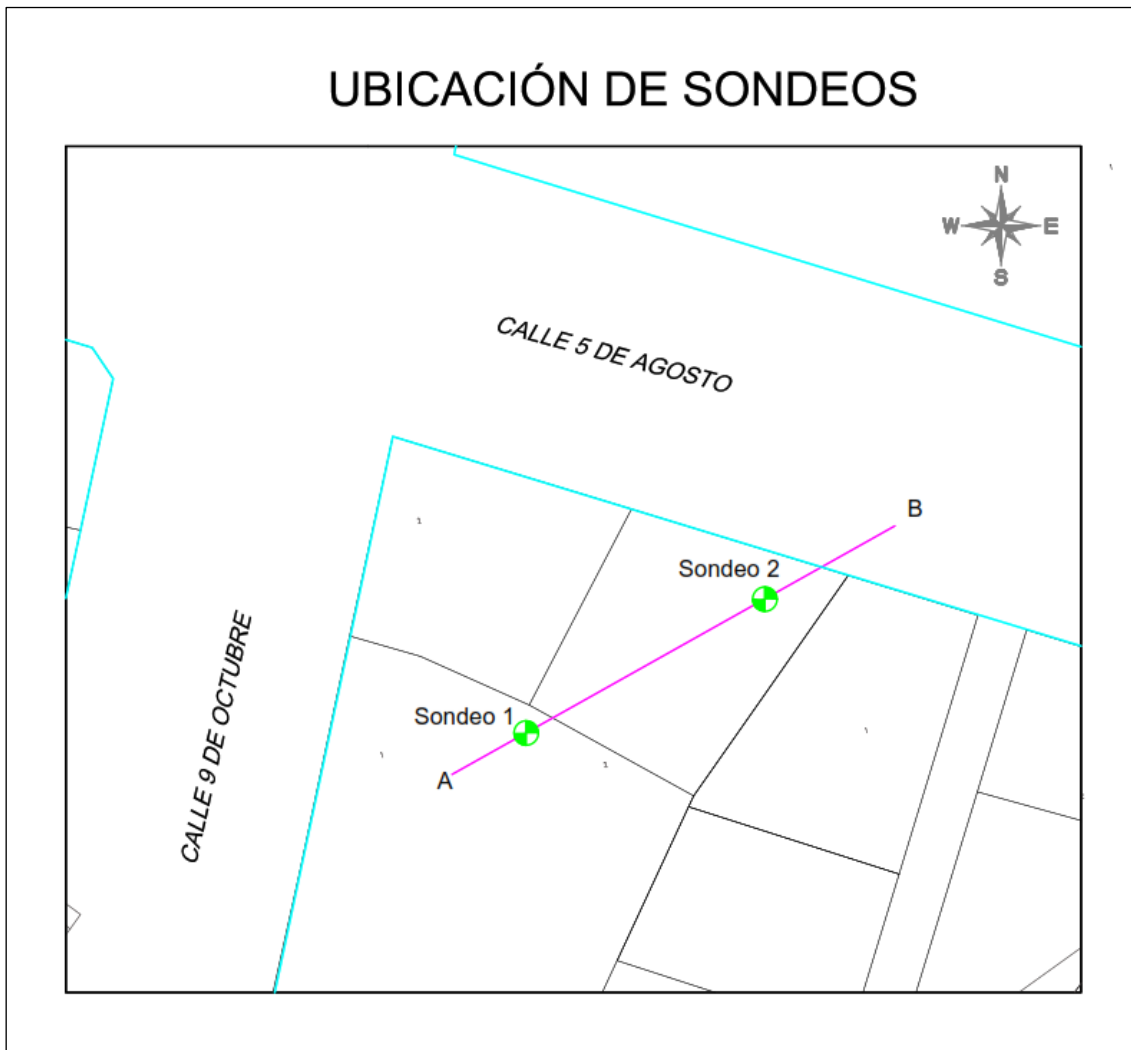 UBICACIÓN DE SONDEOS
N
W E
S
CALLE 5 DE AGOSTO
B
Sondeo 2
CALLE 9 DE OCTUBRE
Sondeo 1
A